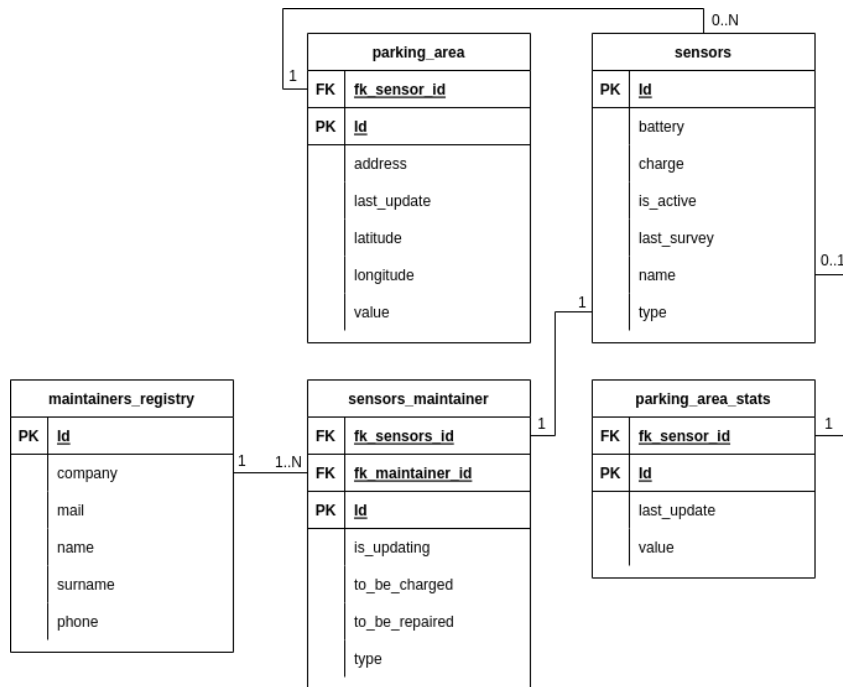 0..N
parking_area
1
FK fk_sensor_id
PK Id
address
last_update
latitude
longitude
value
sensors
PK Id
battery
charge
is_active
last_survey
name
type
0..1
1
maintainers_registry
PK Id
company
mail
name
surname
phone
1
1..N
sensors_maintainer
FK fk_sensors_id
FK fk_maintainer_id
PK Id
is_updating
to_be_charged
to_be_repaired
type
1
parking_area_stats
FK fk_sensor_id
PK Id
last_update
value
1